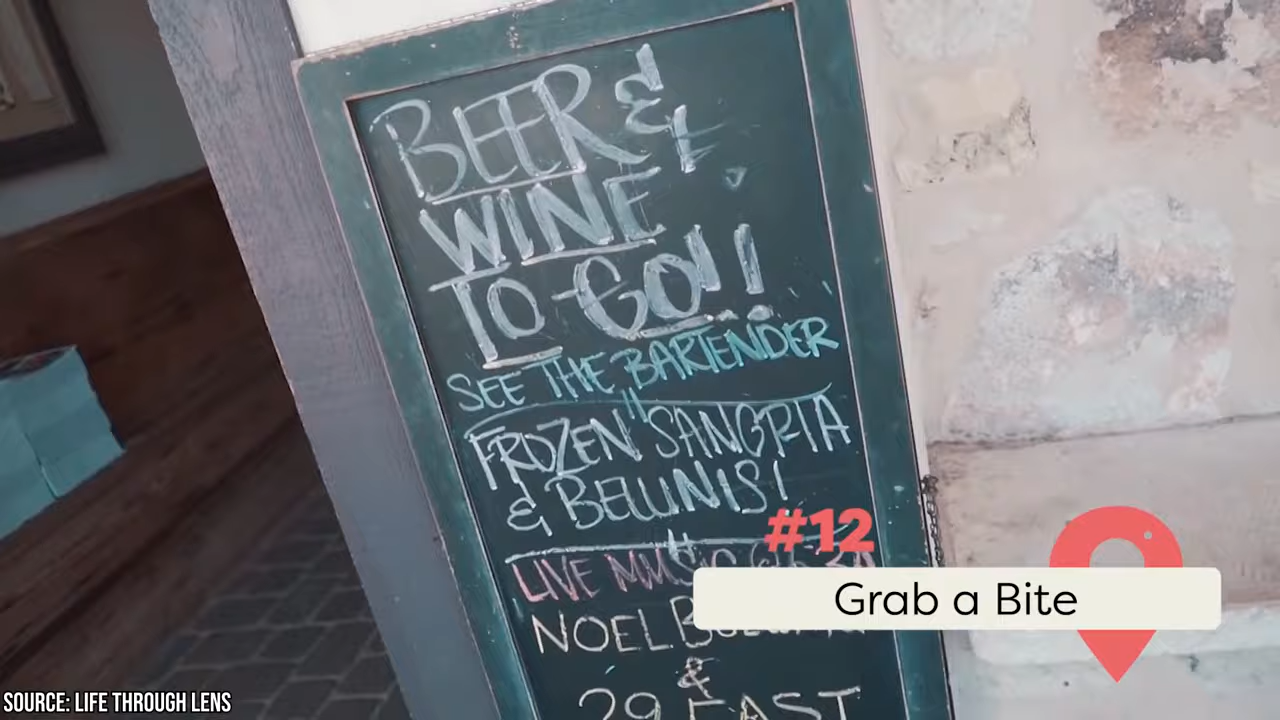 BEER &
WINE
TO GO!!
SEE THE BARTENDER
FROZEN SANGRIA
& BELLINIS!
#12
LIVE MUSIC
Grab a Bite
NOEL
&
29 EAST
SOURCE: LIFE THROUGH LENS